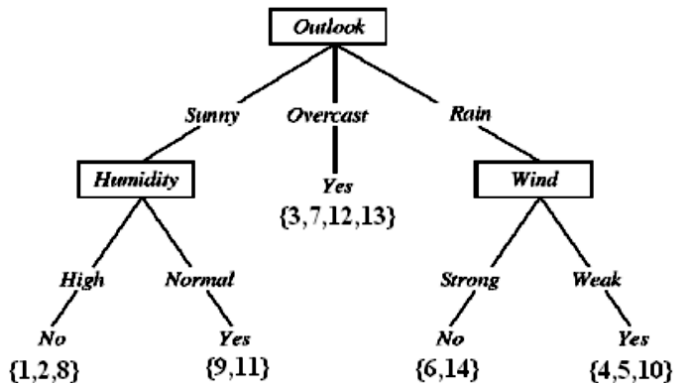 Outlook
Sunny Overcast Rain
Humidity Yes Wind
{3,7,12,13}
High Normal Strong Weak
No Yes No Yes
{1,2,8} {9,11} {6,14} {4,5,10}